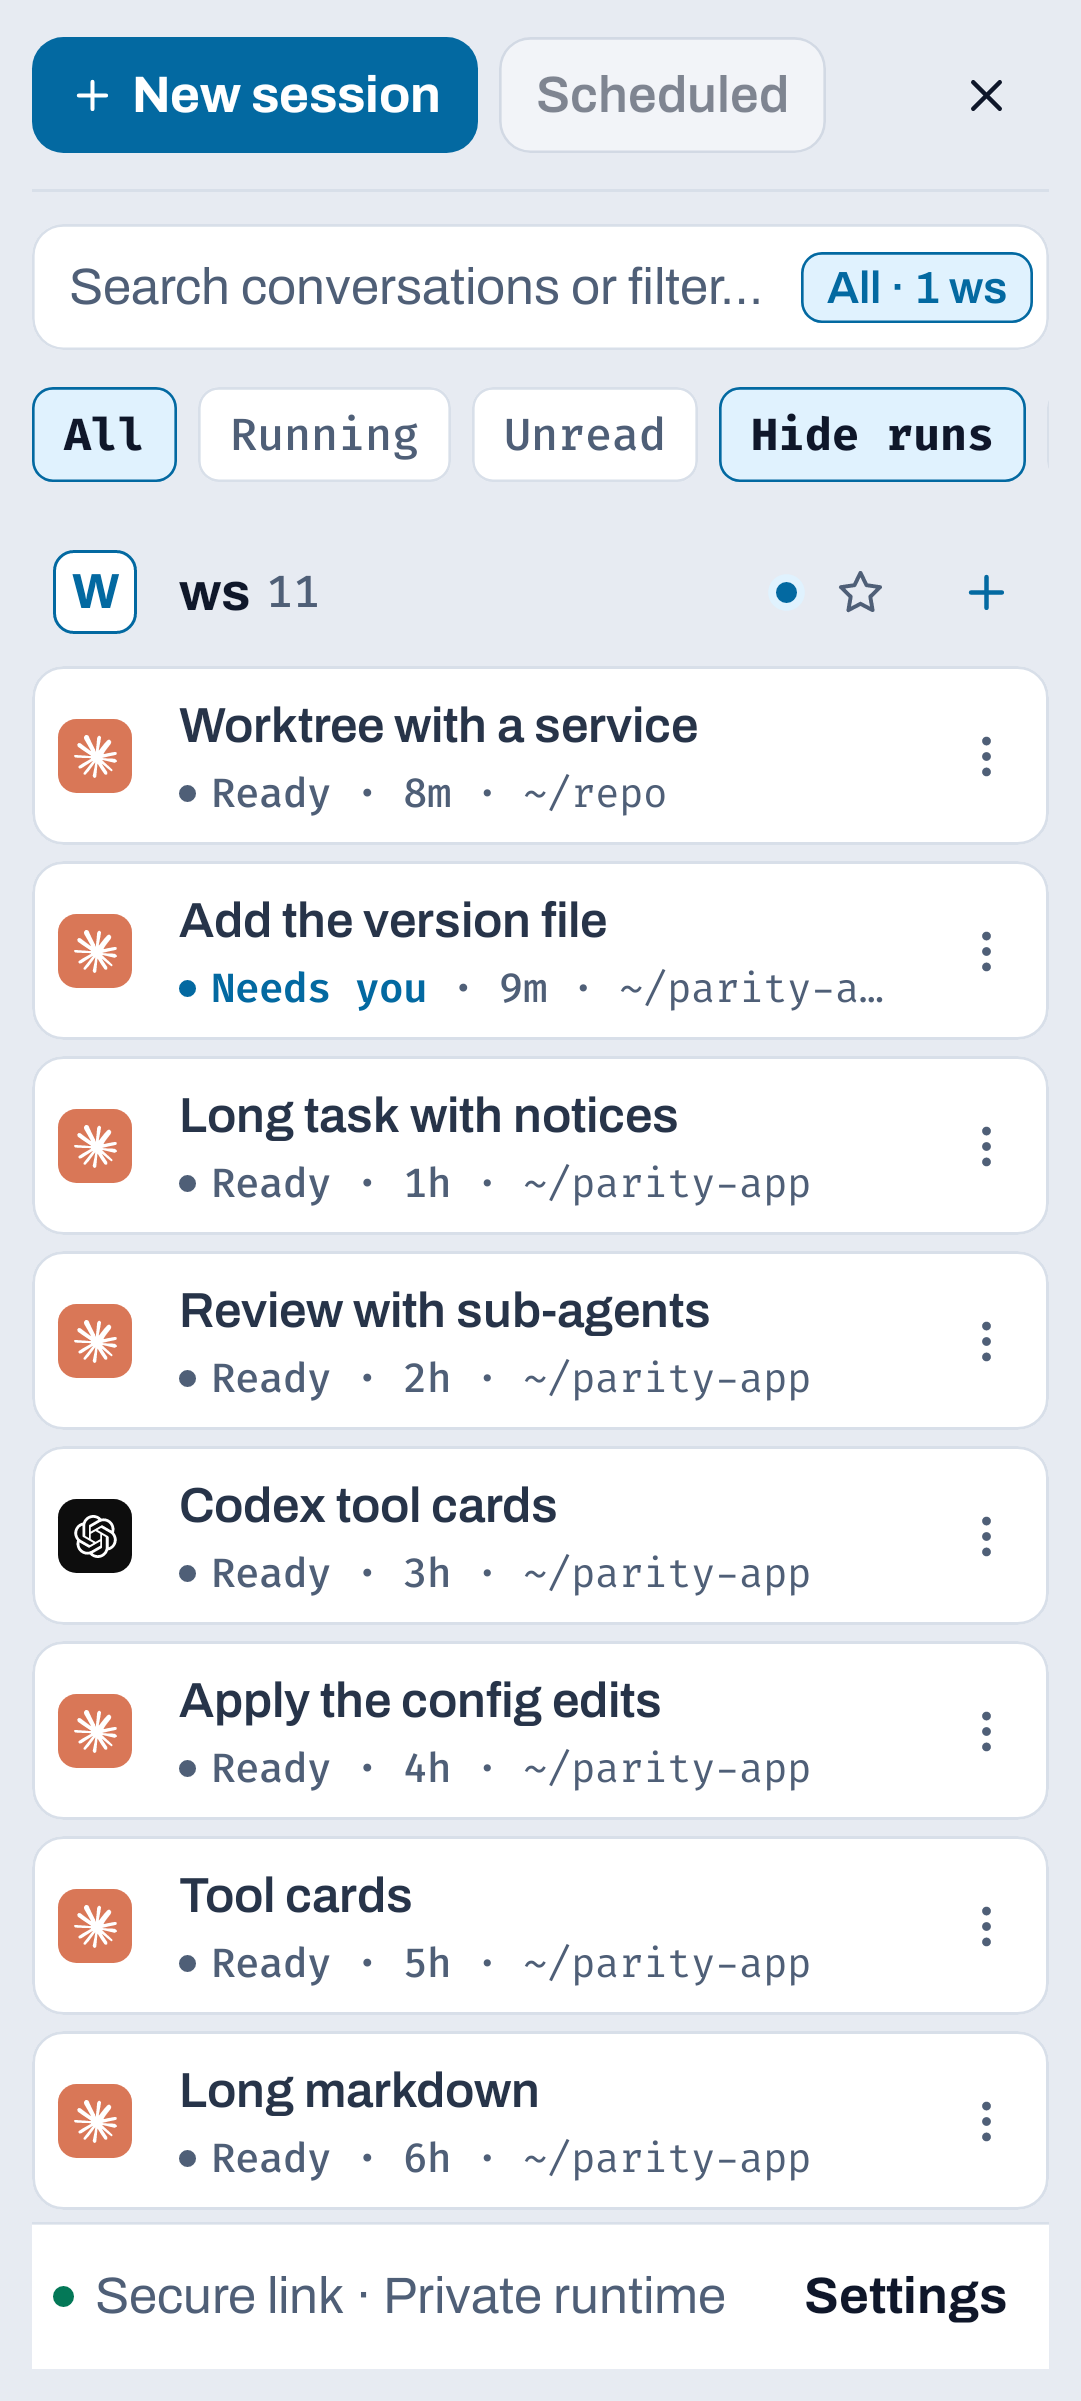 + New session
Scheduled
Search conversations or filter...
All · 1 ws
All
Running
Unread
Hide runs
W
ws 11
Worktree with a service
Ready · 8m · ~/repo
Add the version file
Needs you · 9m · ~/parity-a…
Long task with notices
Ready · 1h · ~/parity-app
Review with sub-agents
Ready · 2h · ~/parity-app
Codex tool cards
Ready · 3h · ~/parity-app
Apply the config edits
Ready · 4h · ~/parity-app
Tool cards
Ready · 5h · ~/parity-app
Long markdown
Ready · 6h · ~/parity-app
Secure link · Private runtime
Settings